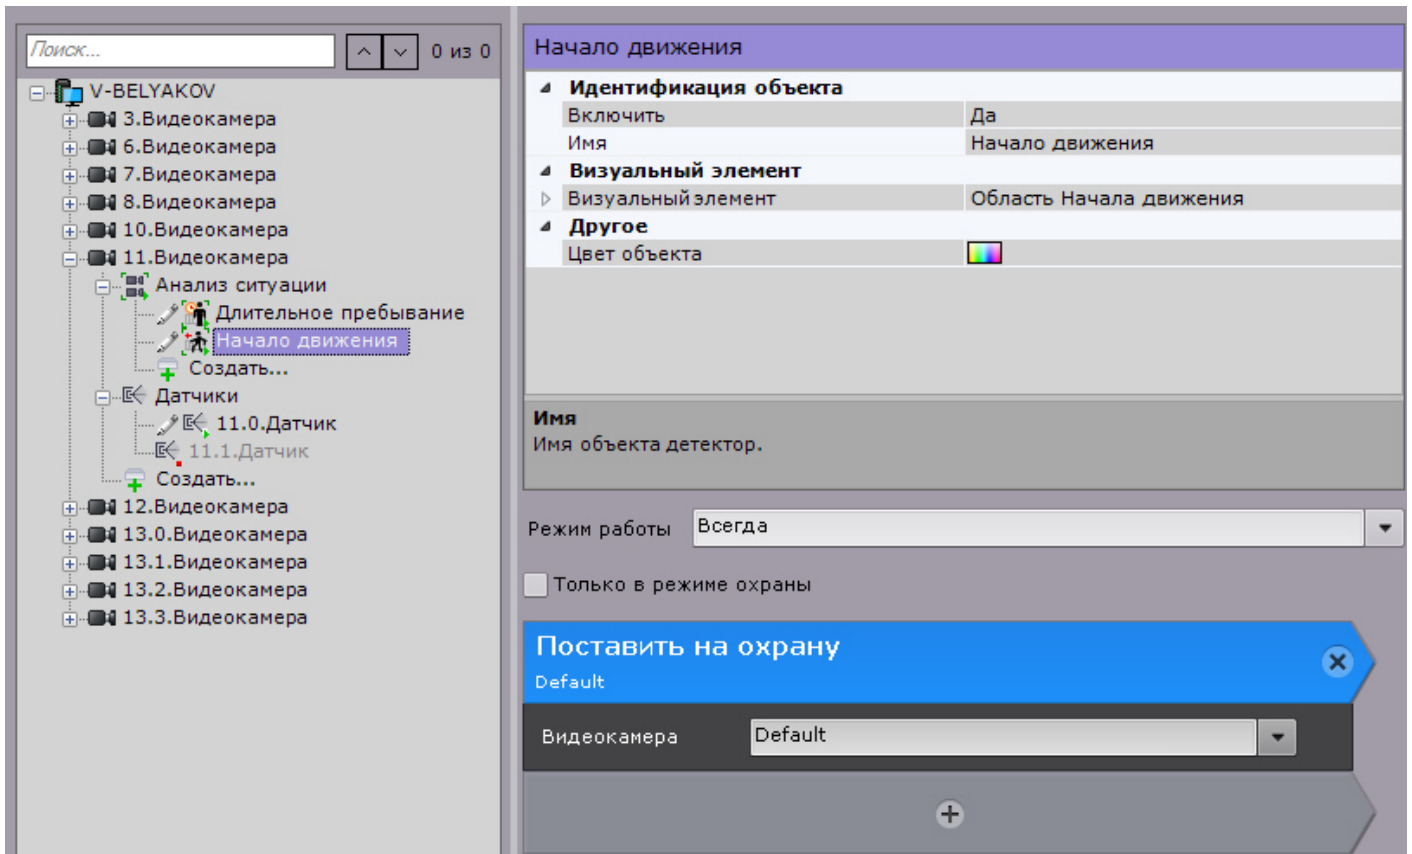 Поиск...
0 из 0
V-BELYAKOV
3.Видеокамера
6.Видеокамера
7.Видеокамера
8.Видеокамера
10.Видеокамера
11.Видеокамера
Анализ ситуации
Длительное пребывание
Начало движения
Создать...
Датчики
11.0.Датчик
11.1.Датчик
Создать...
12.Видеокамера
13.0.Видеокамера
13.1.Видеокамера
13.2.Видеокамера
13.3.Видеокамера
Начало движения
Идентификация объекта
Включить Да
Имя Начало движения
Визуальный элемент
Визуальный элемент Область Начала движения
Другое
Цвет объекта
Имя
Имя объекта детектор.
Режим работы Всегда
Только в режиме охраны
Поставить на охрану
Default
Видеокамера Default